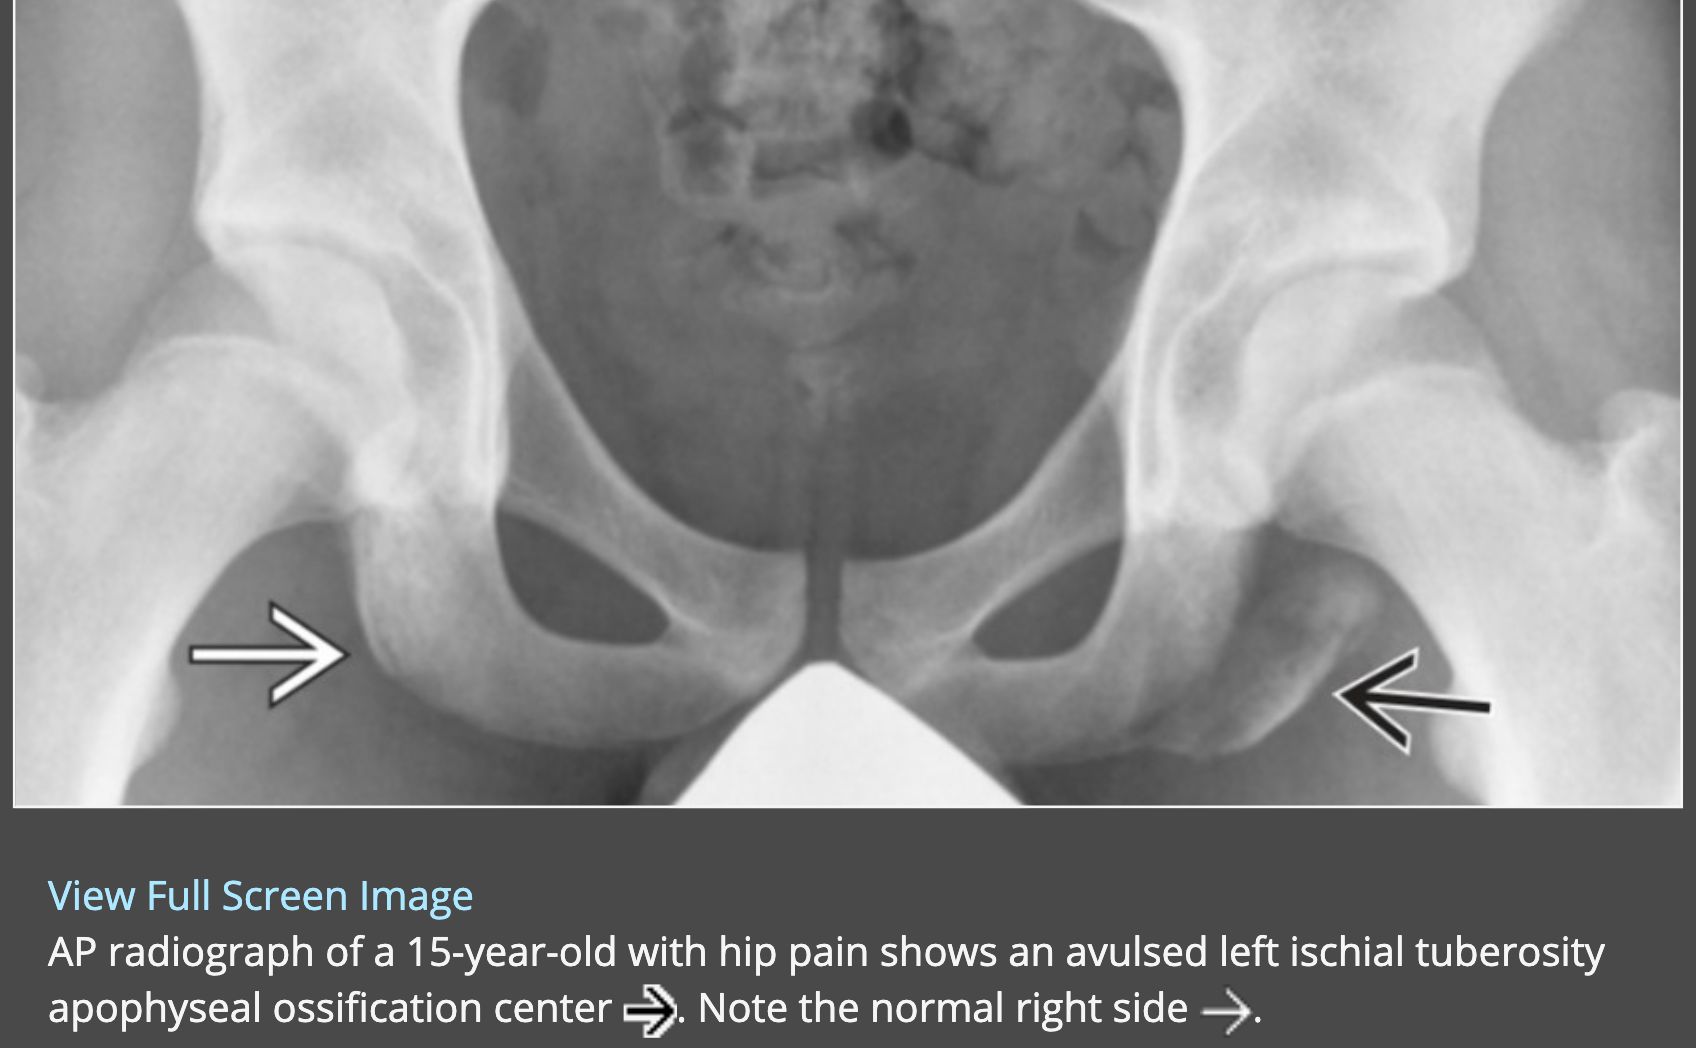 View Full Screen Image
AP radiograph of a 15-year-old with hip pain shows an avulsed left ischial tuberosity
apophyseal ossification center ➔. Note the normal right side →.